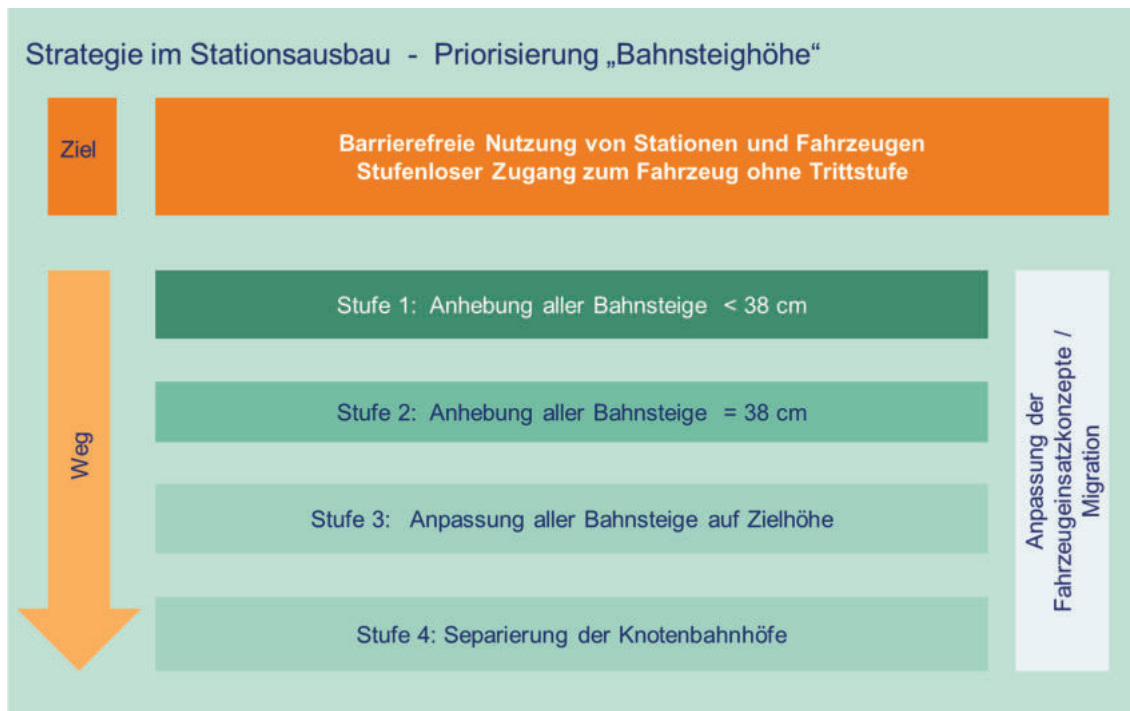 Strategie im Stationsausbau - Priorisierung „Bahnsteighöhe“
Ziel
Barrierefreie Nutzung von Stationen und Fahrzeugen
Stufenloser Zugang zum Fahrzeug ohne Trittstufe
Weg
Stufe 1: Anhebung aller Bahnsteige < 38 cm
Stufe 2: Anhebung aller Bahnsteige = 38 cm
Stufe 3: Anpassung aller Bahnsteige auf Zielhöhe
Stufe 4: Separierung der Knotenbahnhöfe
Anpassung der
Fahrzeugeinsatzkonzepte /
Migration